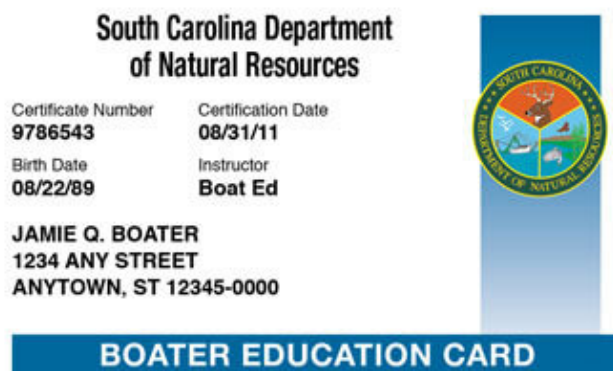 South Carolina Department
of Natural Resources
Certificate Number Certification Date
9786543 08/31/11
Birth Date Instructor
08/22/89 Boat Ed
JAMIE Q. BOATER
1234 ANY STREET
ANYTOWN, ST 12345-0000
SOUTH CAROLINA
DEPARTMENT OF NATURAL RESOURCES
BOATER EDUCATION CARD